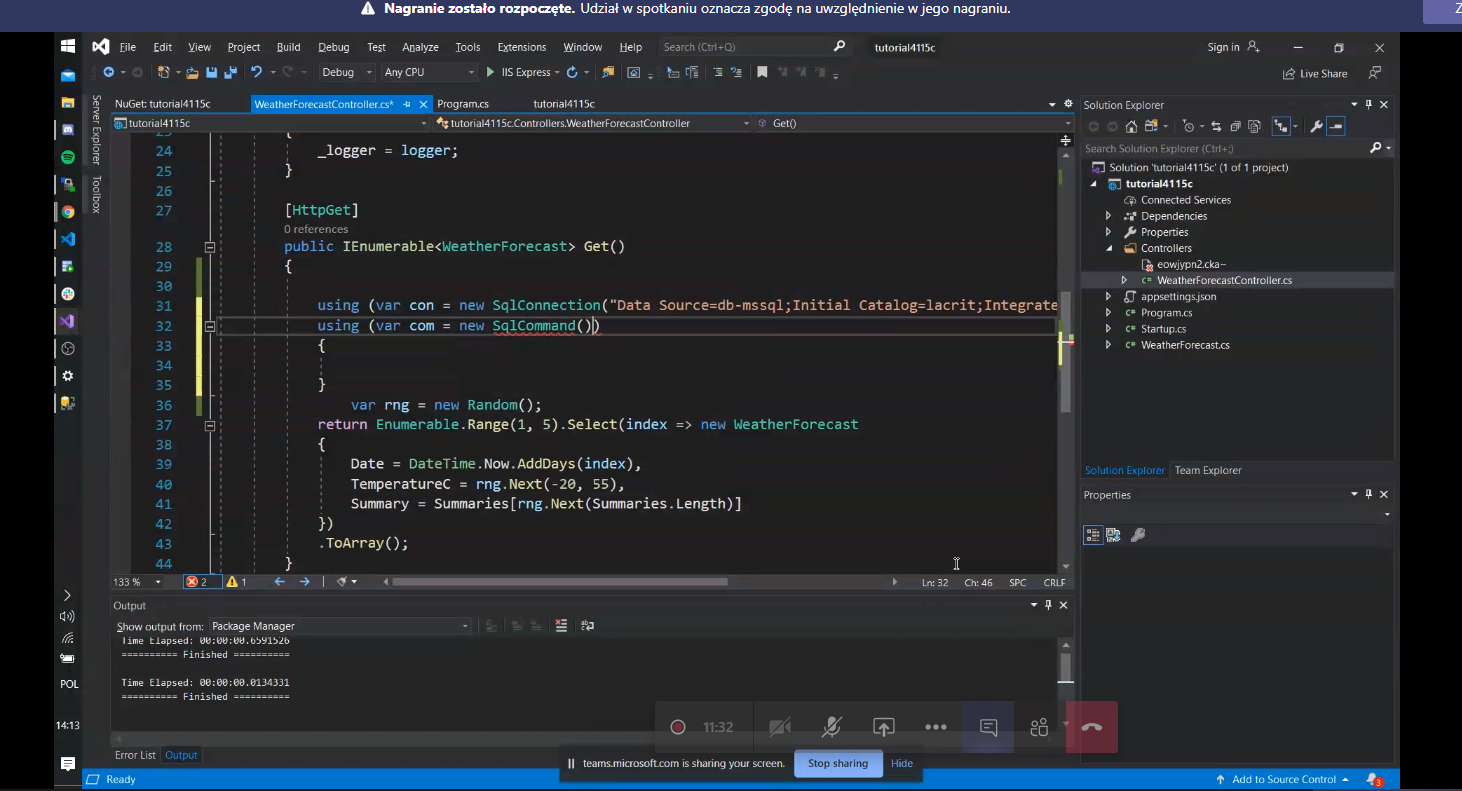 Nagranie zostało rozpoczęte. Udział w spotkaniu oznacza zgodę na uwzględnienie w jego nagraniu.
File Edit View Project Build Debug Test Analyze Tools Extensions Window Help Search (Ctrl+Q) tutorial4115c Sign in
Debug Any CPU IIS Express Live Share
Server Explorer
Toolbox
NuGet: tutorial4115c WeatherForecastController.cs* Program.cs tutorial4115c
tutorial4115c tutorial4115c.Controllers.WeatherForecastController Get()
24 _logger = logger;
25 }
26
27 [HttpGet]
0 references
28 public IEnumerable<WeatherForecast> Get()
29 {
30
31 using (var con = new SqlConnection("Data Source=db-mssql;Initial Catalog=lacrit;Integrate
32 using (var com = new SqlCommand())
33 {
34
35 }
36 var rng = new Random();
37 return Enumerable.Range(1, 5).Select(index => new WeatherForecast
38 {
39 Date = DateTime.Now.AddDays(index),
40 TemperatureC = rng.Next(-20, 55),
41 Summary = Summaries[rng.Next(Summaries.Length)]
42 })
43 .ToArray();
44 }
133 % 2 1 Ln: 32 Ch: 46 SPC CRLF
Output
Show output from: Package Manager
Time Elapsed: 00:00:00.6591526
========== Finished ==========
Time Elapsed: 00:00:00.0134331
========== Finished ==========
Error List Output
Solution Explorer
Search Solution Explorer (Ctrl+;)
Solution 'tutorial4115c' (1 of 1 project)
tutorial4115c
Connected Services
Dependencies
Properties
Controllers
eowjypn2.cka~
C# WeatherForecastController.cs
appsettings.json
C# Program.cs
C# Startup.cs
C# WeatherForecast.cs
Solution Explorer Team Explorer
Properties
POL
14:13
11:32
teams.microsoft.com is sharing your screen. Stop sharing Hide
Ready Add to Source Control 3